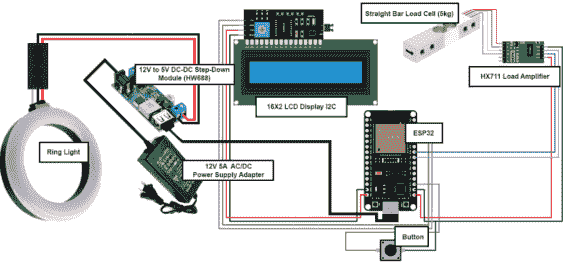 Straight Bar Load Cell (5kg)
HX711 Load Amplifier
12V to 5V DC-DC Step-Down
Module (HW688)
16X2 LCD Display I2C
ESP32
Ring Light
12V 5A AC/DC
Power Supply Adapter
Button